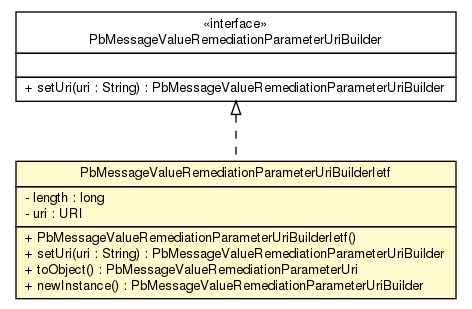 «interface»
PbMessageValueRemediationParameterUriBuilder
+ setUri(uri : String) : PbMessageValueRemediationParameterUriBuilder
PbMessageValueRemediationParameterUriBuilderIetf
- length : long
- uri : URI
+ PbMessageValueRemediationParameterUriBuilderIetf()
+ setUri(uri : String) : PbMessageValueRemediationParameterUriBuilder
+ toObject() : PbMessageValueRemediationParameterUri
+ newInstance() : PbMessageValueRemediationParameterUriBuilder